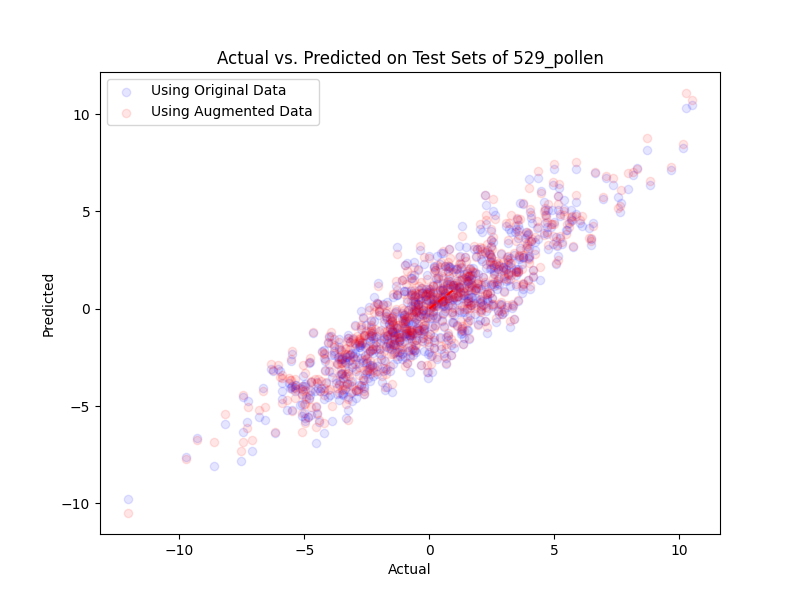 Actual vs. Predicted on Test Sets of 529_pollen
Using Original Data
Using Augmented Data
10
5
0
−5
−10
Predicted
−10
−5
0
5
10
Actual